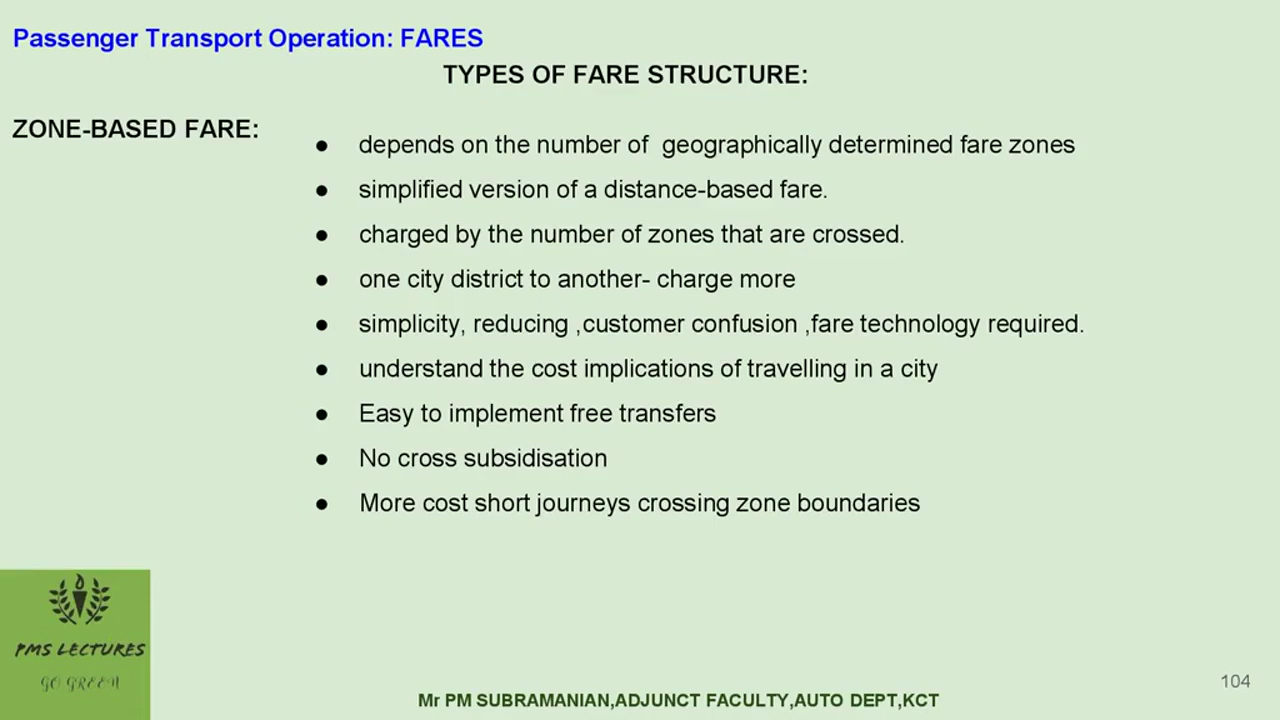 Passenger Transport Operation: FARES
TYPES OF FARE STRUCTURE:
ZONE-BASED FARE:
● depends on the number of  geographically determined fare zones
● simplified version of a distance-based fare.
● charged by the number of zones that are crossed.
● one city district to another- charge more
● simplicity, reducing ,customer confusion ,fare technology required.
● understand the cost implications of travelling in a city
● Easy to implement free transfers
● No cross subsidisation
● More cost short journeys crossing zone boundaries
PMS LECTURES
GO GREEN
104
Mr PM SUBRAMANIAN,ADJUNCT FACULTY,AUTO DEPT,KCT